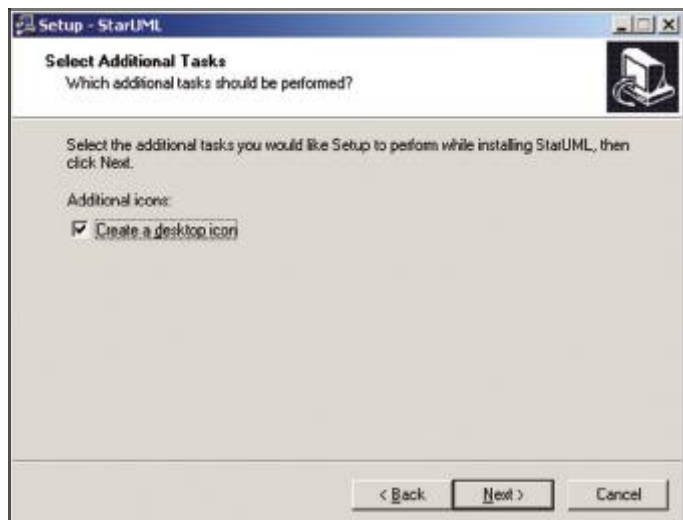 Setup - StarUML
Select Additional Tasks
Which additional tasks should be performed?
Select the additional tasks you would like Setup to perform while installing StarUML, then
click Next.
Additional icons:
Create a desktop icon
< Back
Next >
Cancel